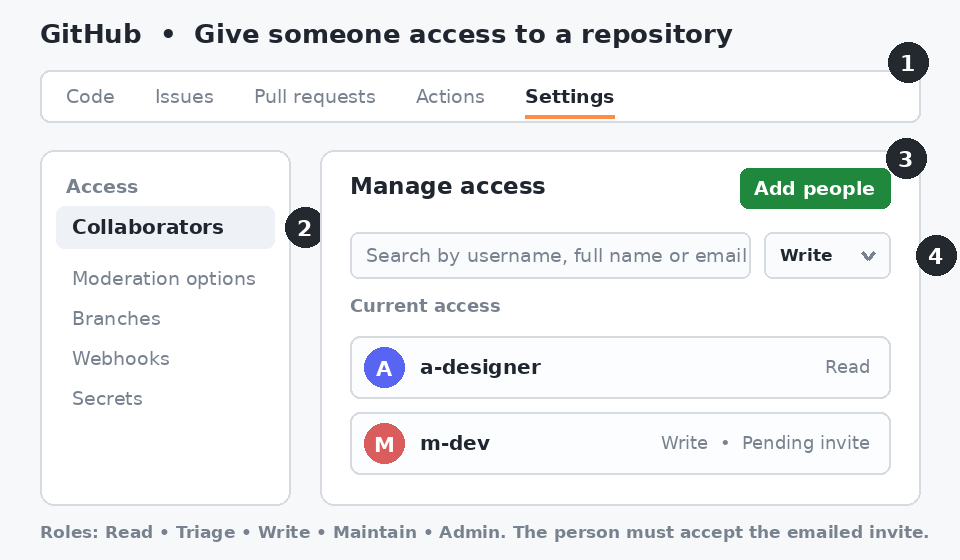 GitHub • Give someone access to a repository
1
Code Issues Pull requests Actions Settings
3
Access
Manage access
Add people
Collaborators
2
Search by username, full name or email
Write
4
Moderation options
Branches
Webhooks
Secrets
Current access
A a-designer Read
M m-dev Write • Pending invite
Roles: Read • Triage • Write • Maintain • Admin. The person must accept the emailed invite.